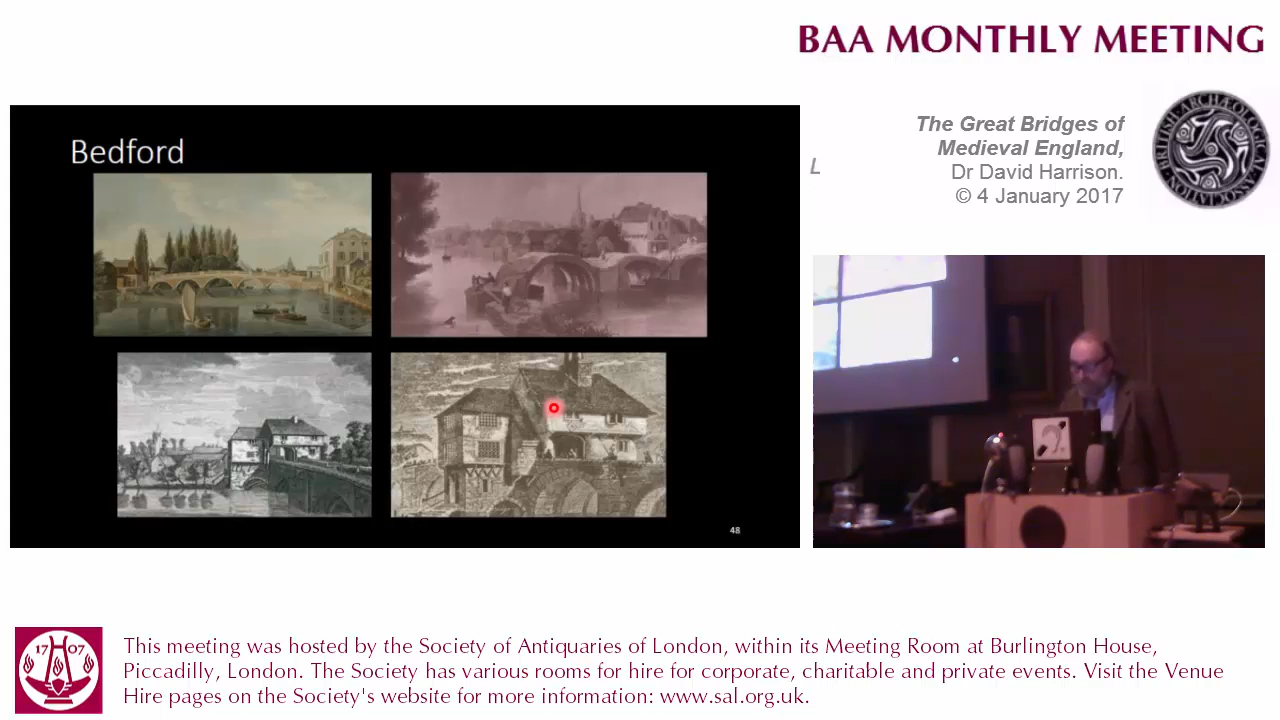 BAA MONTHLY MEETING
The Great Bridges of
Medieval England,
Dr David Harrison.
© 4 January 2017
BRITISH·ARCHÆOLOGICAL·ASSOCIATION
L
Bedford
48
1707
This meeting was hosted by the Society of Antiquaries of London, within its Meeting Room at Burlington House,
Piccadilly, London. The Society has various rooms for hire for corporate, charitable and private events. Visit the Venue
Hire pages on the Society's website for more information: www.sal.org.uk.